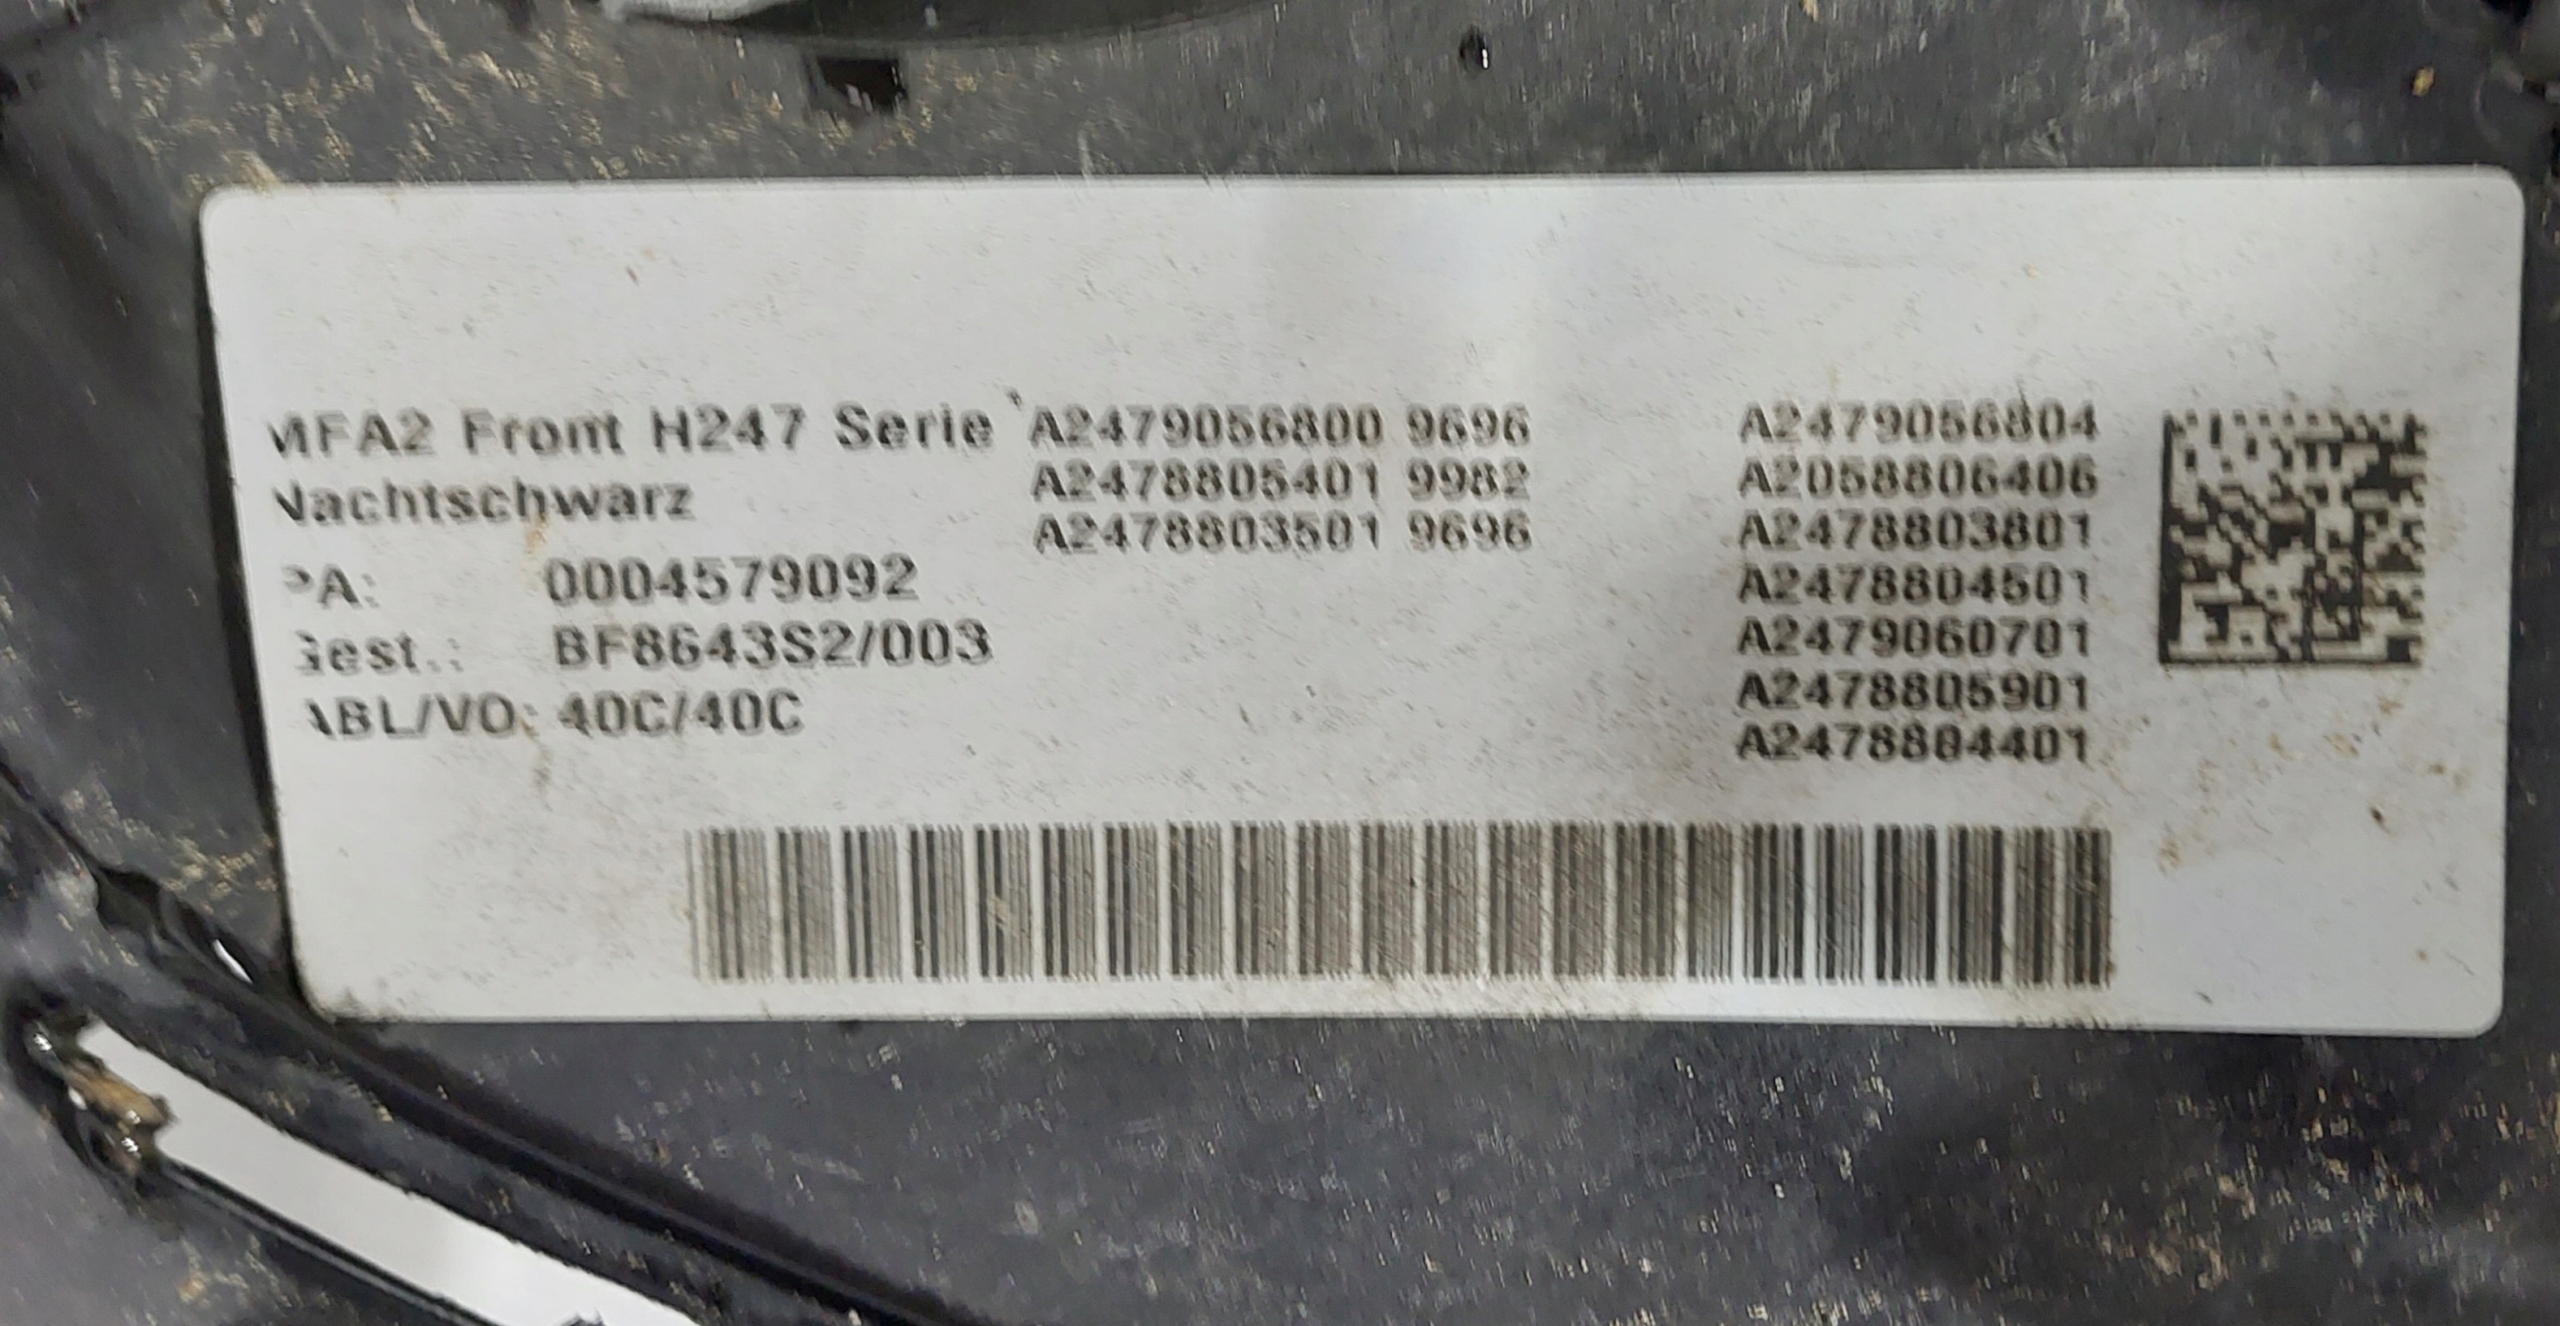 MFA2 Front H247 Serie
Nachtschwarz
PA: 0004579092
Gest.: BF8643S2/003
ABL/VO: 40C/40C
A2479056800 9696
A2478805401 9982
A2478803501 9696
A2479056804
A2058806406
A2478803801
A2478804501
A2479060701
A2478805901
A2478804401